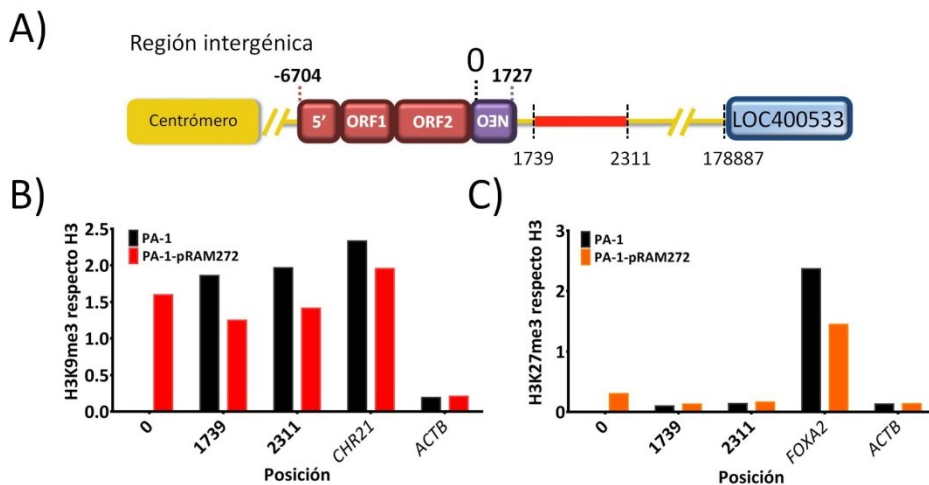 A)
Región intergénica
-6704
0
1727
Centrómero
5'
ORF1
ORF2
NEO
LOC400533
1739
2311
178887
B)
H3K9me3 respecto H3
2.5
2.0
1.5
1.0
0.5
0.0
PA-1
PA-1-pRAM272
0
1739
2311
CHR21
ACTB
Posición
C)
H3K27me3 respecto H3
3
2
1
0
PA-1
PA-1-pRAM272
0
1739
2311
FOXA2
ACTB
Posición